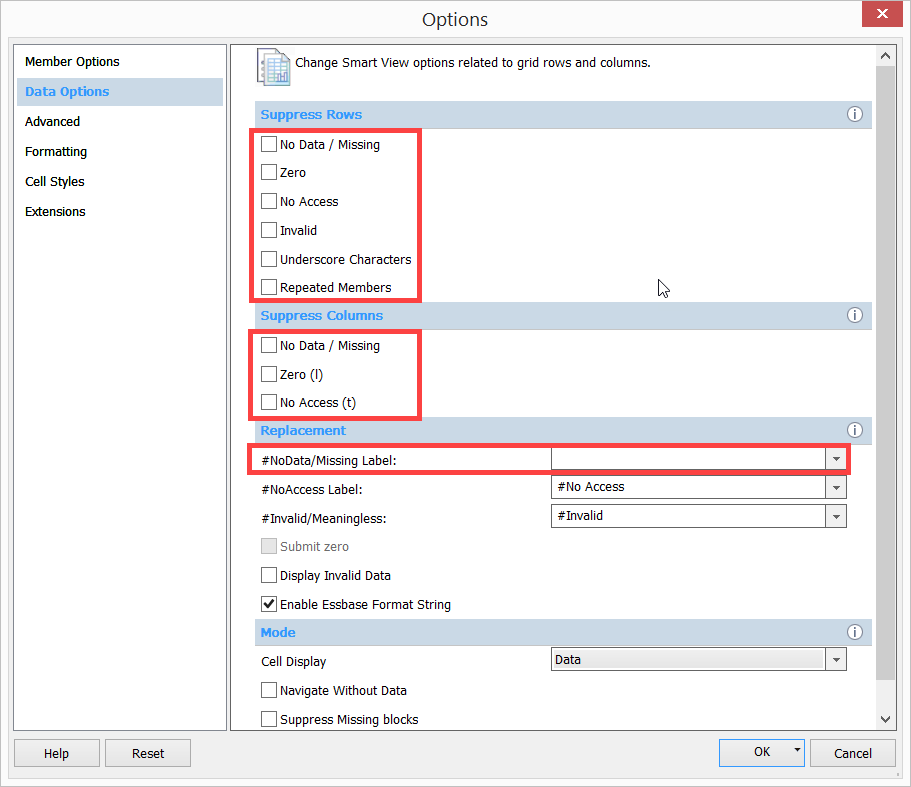 Options
Member Options
Data Options
Advanced
Formatting
Cell Styles
Extensions
Change Smart View options related to grid rows and columns.
Suppress Rows
No Data / Missing
Zero
No Access
Invalid
Underscore Characters
Repeated Members
Suppress Columns
No Data / Missing
Zero (l)
No Access (t)
Replacement
#NoData/Missing Label:
#NoAccess Label: #No Access
#Invalid/Meaningless: #Invalid
Submit zero
Display Invalid Data
Enable Essbase Format String
Mode
Cell Display Data
Navigate Without Data
Suppress Missing blocks
Help Reset OK Cancel